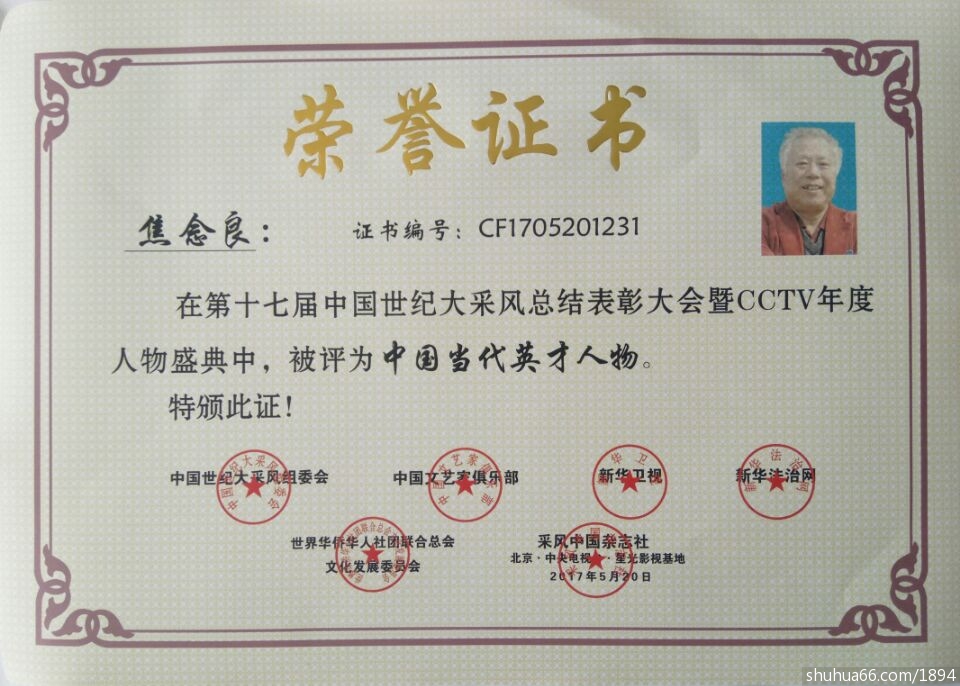 荣誉证书
焦念良：
证书编号：CF1705201231
在第十七届中国世纪大采风总结表彰大会暨CCTV年度
人物盛典中，被评为中国当代英才人物。
特颁此证！
中国世纪大采风组委会
中国文艺家俱乐部
新华卫视
新华法治网
世界华侨华人社团联合总会
文化发展委员会
采风中国杂志社
北京·中央电视台·星光影视基地
2017年5月20日
shuhua66.com/1894